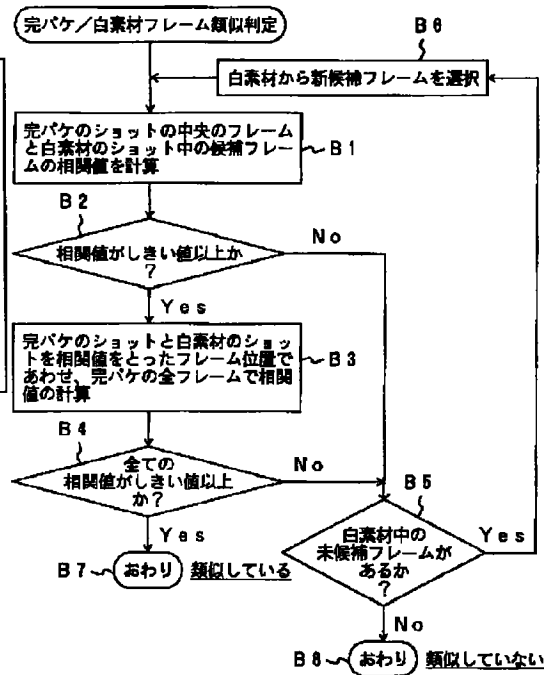 完パケ/白素材フレーム類似判定
B6
白素材から新候補フレームを選択
完パケのショットの中央のフレーム
と白素材のショット中の候補フレー
ムの相関値を計算
B1
B2
相関値がしきい値以上か
?
No
Yes
完パケのショットと白素材のショッ
トを相関値をとったフレーム位置で
あわせ、完パケの全フレームで相関
値の計算
B3
B4
全ての
相関値がしきい値以上
か?
No
Yes
B5
白素材中の
未候補フレームが
あるか
?
Yes
No
B7
おわり
類似している
B8
おわり
類似していない